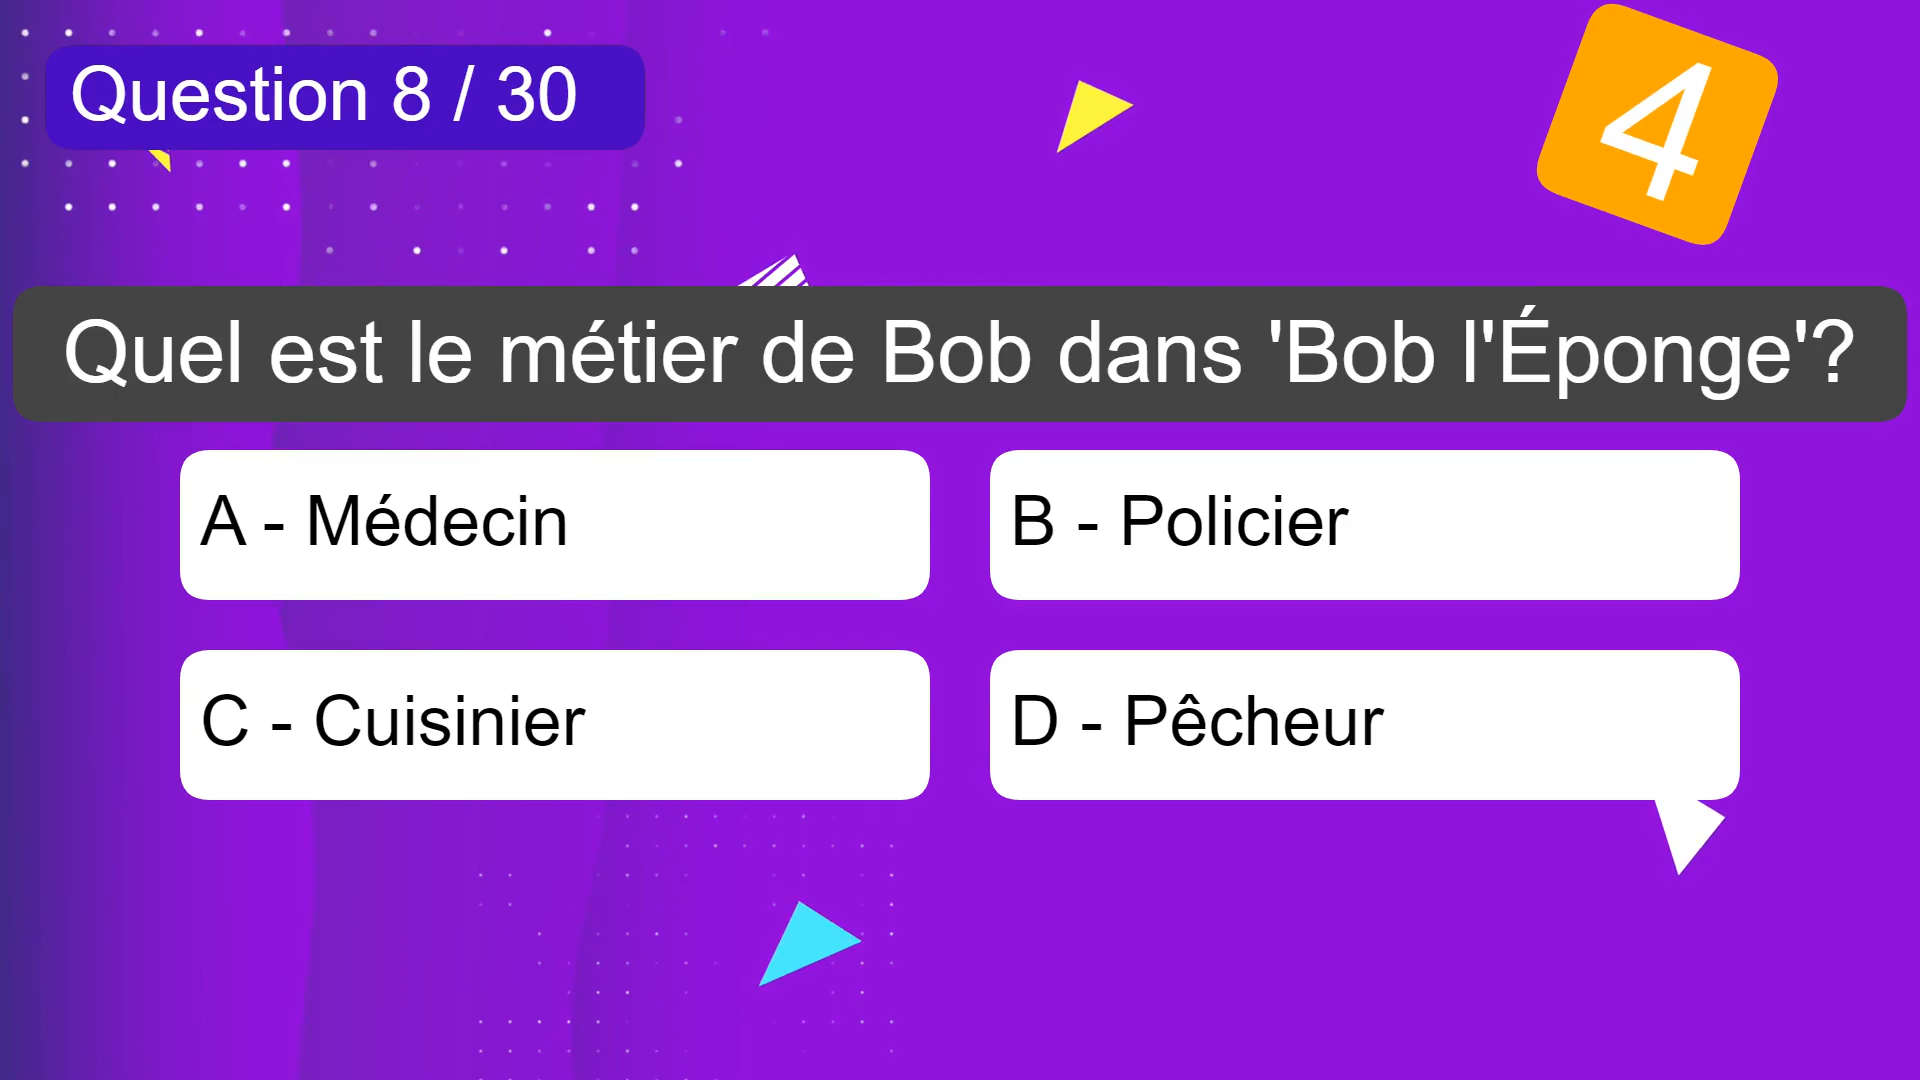 Question 8 / 30
4
Quel est le métier de Bob dans 'Bob l'Éponge'?
A - Médecin
B - Policier
C - Cuisinier
D - Pêcheur